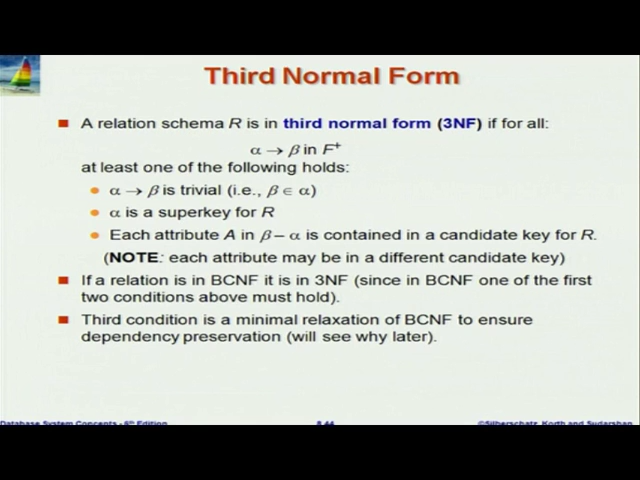 Third Normal Form
A relation schema R is in third normal form (3NF) if for all:
α → β in F+
at least one of the following holds:
α → β is trivial (i.e., β ∈ α)
α is a superkey for R
Each attribute A in β – α is contained in a candidate key for R.
(NOTE: each attribute may be in a different candidate key)
If a relation is in BCNF it is in 3NF (since in BCNF one of the first
two conditions above must hold).
Third condition is a minimal relaxation of BCNF to ensure
dependency preservation (will see why later).
Database System Concepts - 6th Edition
8.44
©Silberschatz, Korth and Sudarshan